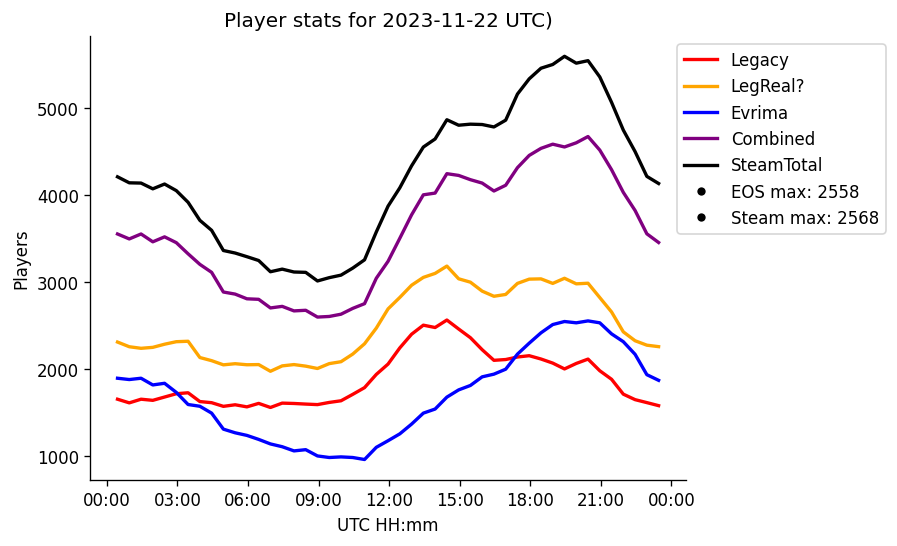 Player stats for 2023-11-22 UTC)
Legacy
LegReal?
Evrima
Combined
SteamTotal
EOS max: 2558
Steam max: 2568
Players
5000
4000
3000
2000
1000
00:00 03:00 06:00 09:00 12:00 15:00 18:00 21:00 00:00
UTC HH:mm